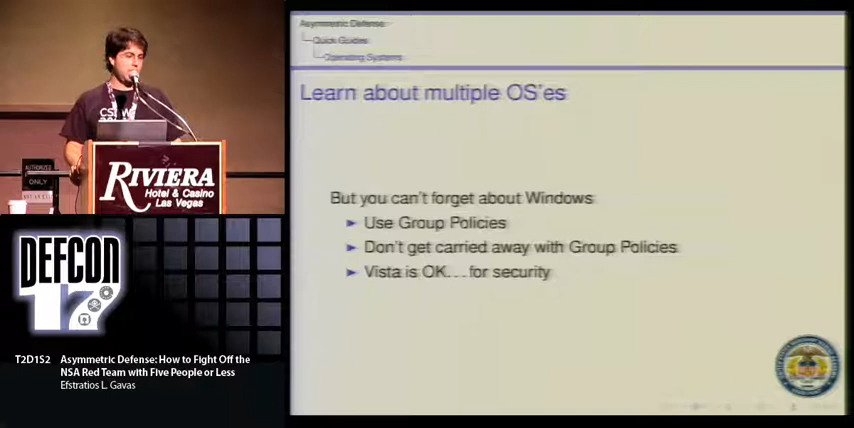 Asymmetric Defense
Quick Guides
Operating Systems
Learn about multiple OS'es
But you can't forget about Windows
► Use Group Policies
► Don't get carried away with Group Policies
► Vista is OK...for security
AUTHORIZED
ONLY
RIVIERA
Hotel & Casino
Las Vegas
DEFCON
17
T2D1S2 Asymmetric Defense: How to Fight Off the
NSA Red Team with Five People or Less
Efstratios L. Gavas